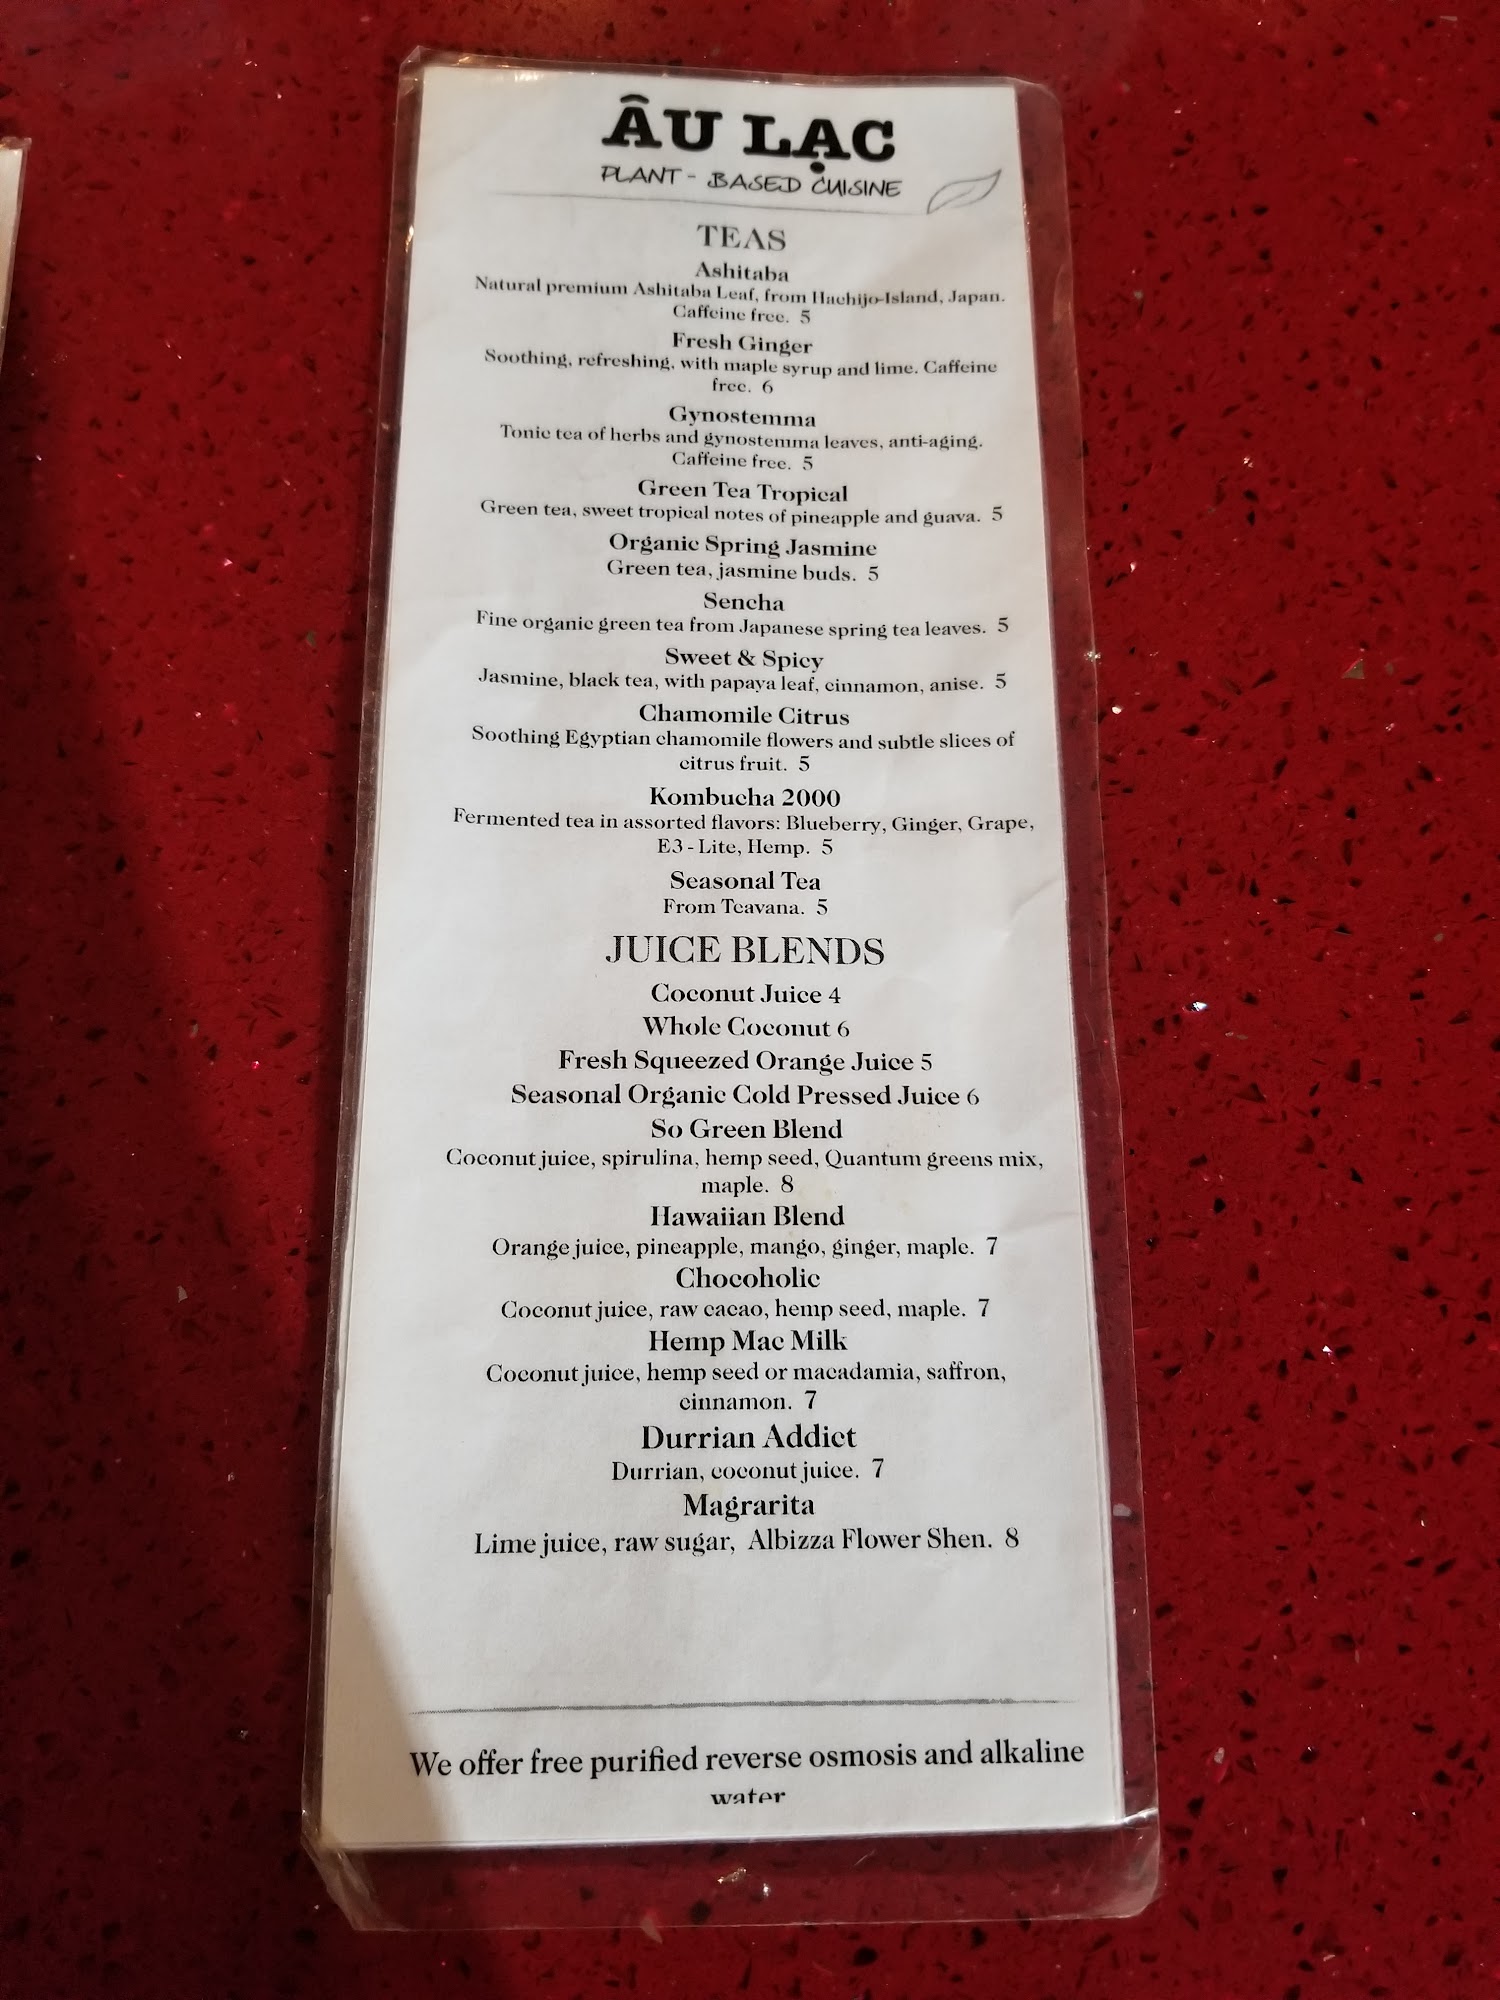 ÂU LẠC
PLANT - BASED CUISINE
TEAS
Ashitaba
Natural premium Ashitaba Leaf, from Hachijo-Island, Japan.
Caffeine free. 5
Fresh Ginger
Soothing, refreshing, with maple syrup and lime. Caffeine
free. 6
Gynostemma
Tonic tea of herbs and gynostemma leaves, anti-aging.
Caffeine free. 5
Green Tea Tropical
Green tea, sweet tropical notes of pineapple and guava. 5
Organic Spring Jasmine
Green tea, jasmine buds. 5
Sencha
Fine organic green tea from Japanese spring tea leaves. 5
Sweet & Spicy
Jasmine, black tea, with papaya leaf, cinnamon, anise. 5
Chamomile Citrus
Soothing Egyptian chamomile flowers and subtle slices of
citrus fruit. 5
Kombucha 2000
Fermented tea in assorted flavors: Blueberry, Ginger, Grape,
E3 - Lite, Hemp. 5
Seasonal Tea
From Teavana. 5
JUICE BLENDS
Coconut Juice 4
Whole Coconut 6
Fresh Squeezed Orange Juice 5
Seasonal Organic Cold Pressed Juice 6
So Green Blend
Coconut juice, spirulina, hemp seed, Quantum greens mix,
maple. 8
Hawaiian Blend
Orange juice, pineapple, mango, ginger, maple. 7
Chocoholic
Coconut juice, raw cacao, hemp seed, maple. 7
Hemp Mac Milk
Coconut juice, hemp seed or macadamia, saffron,
cinnamon. 7
Durrian Addict
Durrian, coconut juice. 7
Magrarita
Lime juice, raw sugar, Albizza Flower Shen. 8
We offer free purified reverse osmosis and alkaline
water